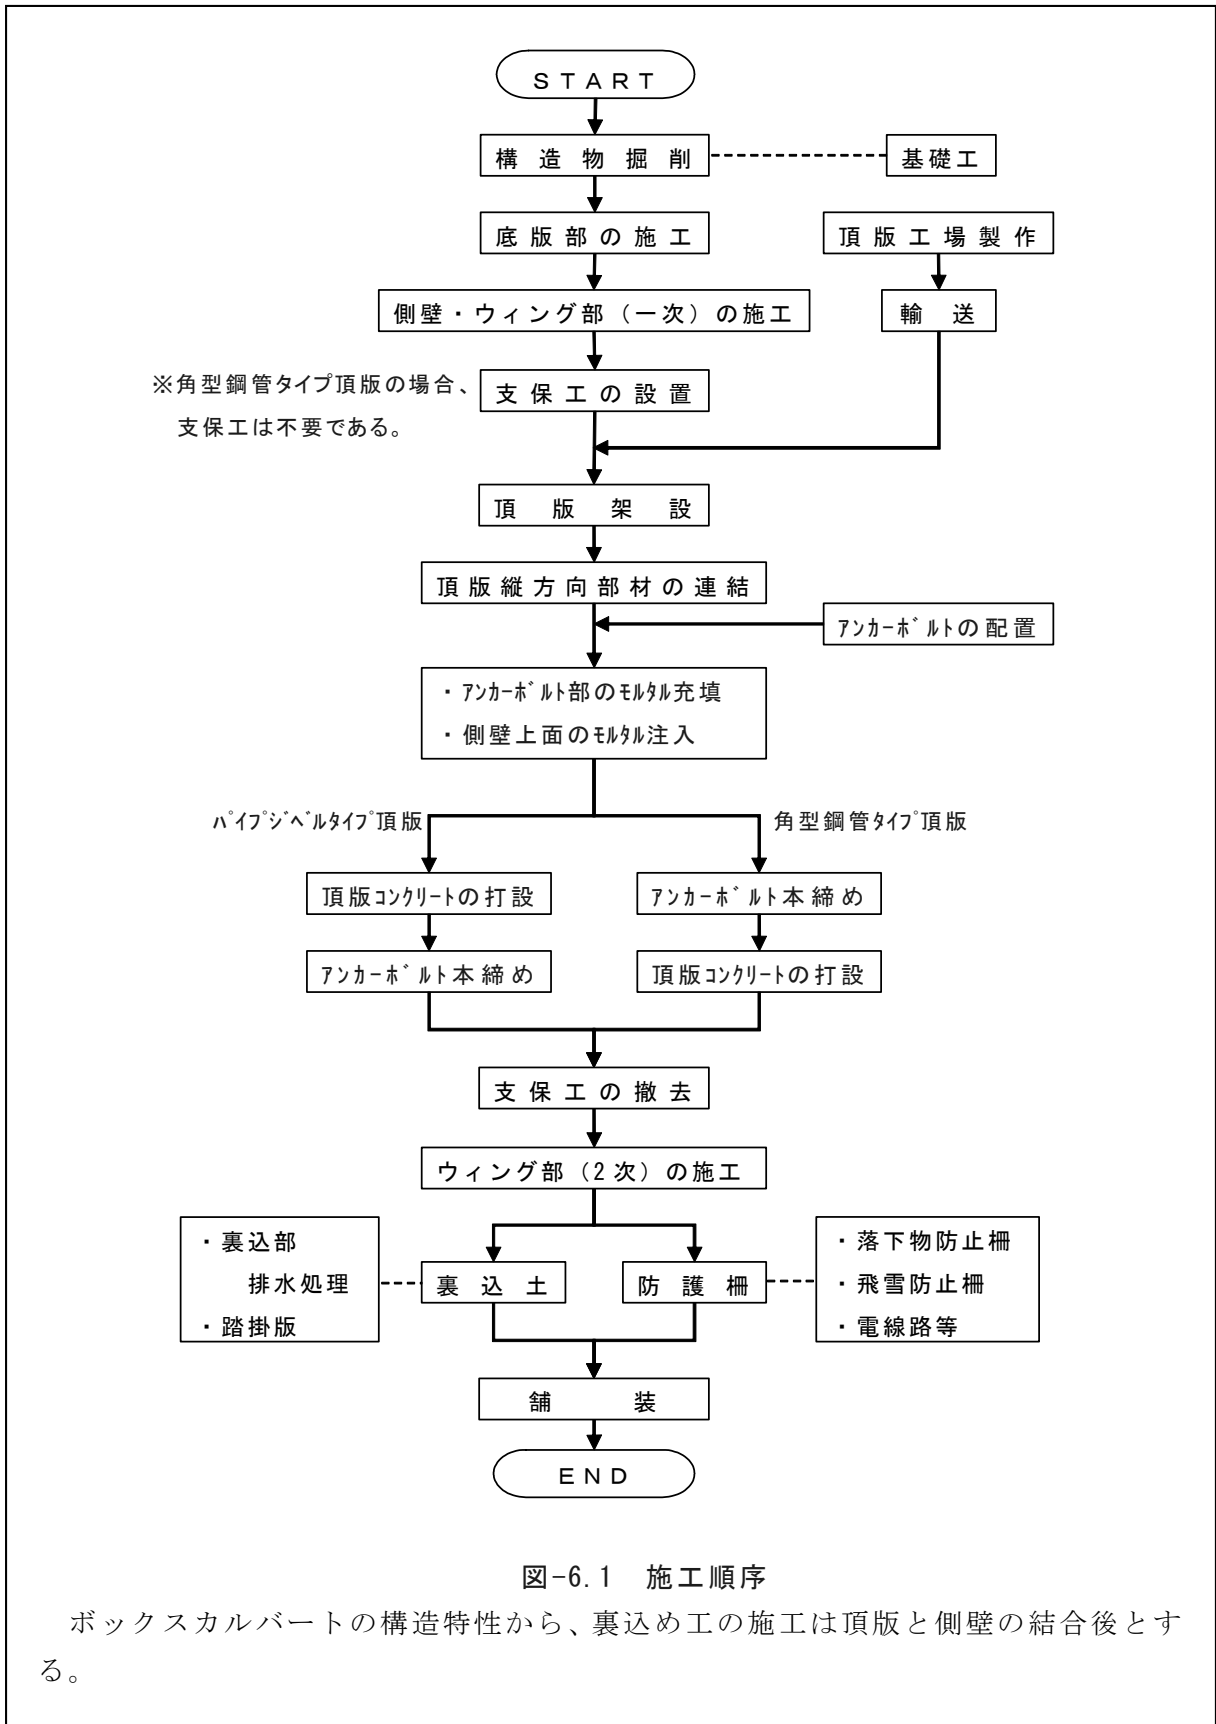 START
構造物掘削
基礎工
底版部の施工
頂版工場製作
側壁・ウィング部（一次）の施工
輸送
※角型鋼管ﾀｲﾌﾟ頂版の場合、
支保工は不要である。
支保工の設置
頂版架設
頂版縦方向部材の連結
ｱﾝｶｰﾎﾞﾙﾄの配置
・ｱﾝｶｰﾎﾞﾙﾄ部のﾓﾙﾀﾙ充填
・側壁上面のﾓﾙﾀﾙ注入
ﾊﾟｲﾌﾟｼﾞﾍﾞﾙﾀｲﾌﾟ頂版
角型鋼管ﾀｲﾌﾟ頂版
頂版ｺﾝｸﾘｰﾄの打設
ｱﾝｶｰﾎﾞﾙﾄ本締め
ｱﾝｶｰﾎﾞﾙﾄ本締め
頂版ｺﾝｸﾘｰﾄの打設
支保工の撤去
ウィング部（2次）の施工
・裏込部
排水処理
・踏掛版
裏込土
防護柵
・落下物防止柵
・飛雪防止柵
・電線路等
舗装
END
図-6.1　施工順序
ボックスカルバートの構造特性から、裏込め工の施工は頂版と側壁の結合後とす
る。